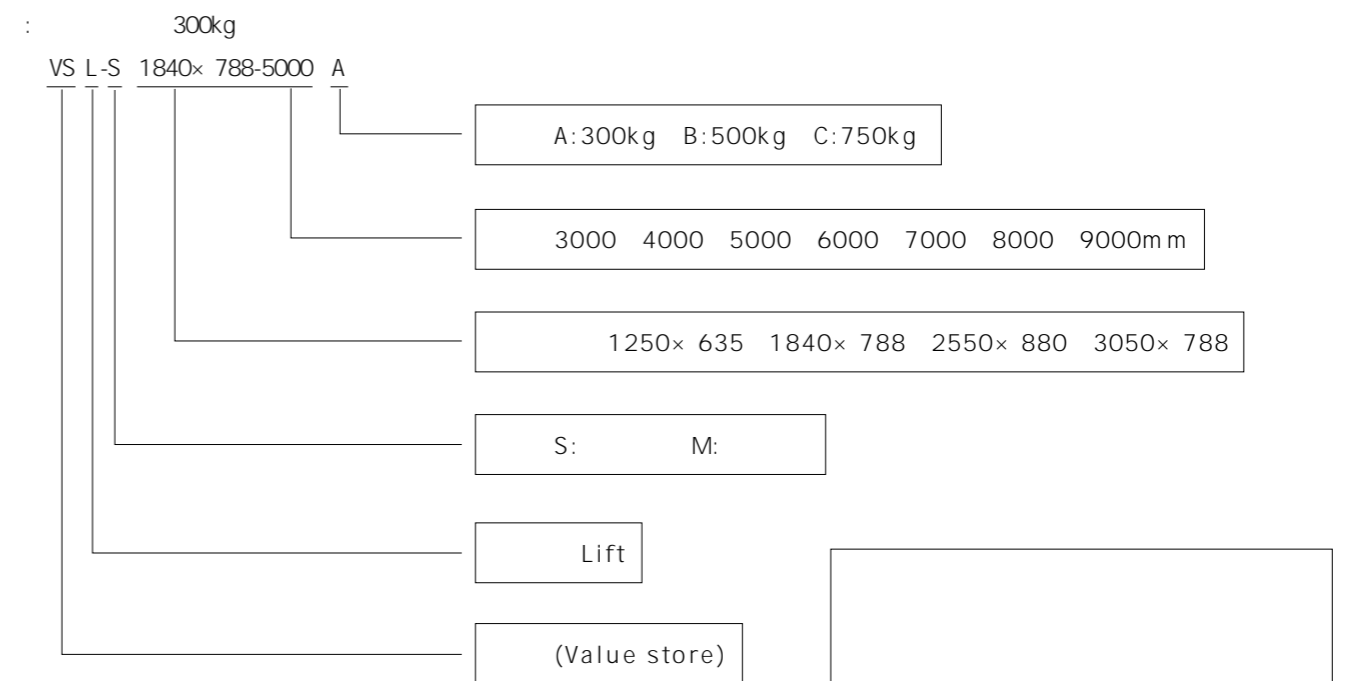 : 300kg
VS L-S 1840× 788-5000 A
A:300kg B:500kg C:750kg
3000 4000 5000 6000 7000 8000 9000mm
1250× 635 1840× 788 2550× 880 3050× 788
S: M:
Lift
(Value store)